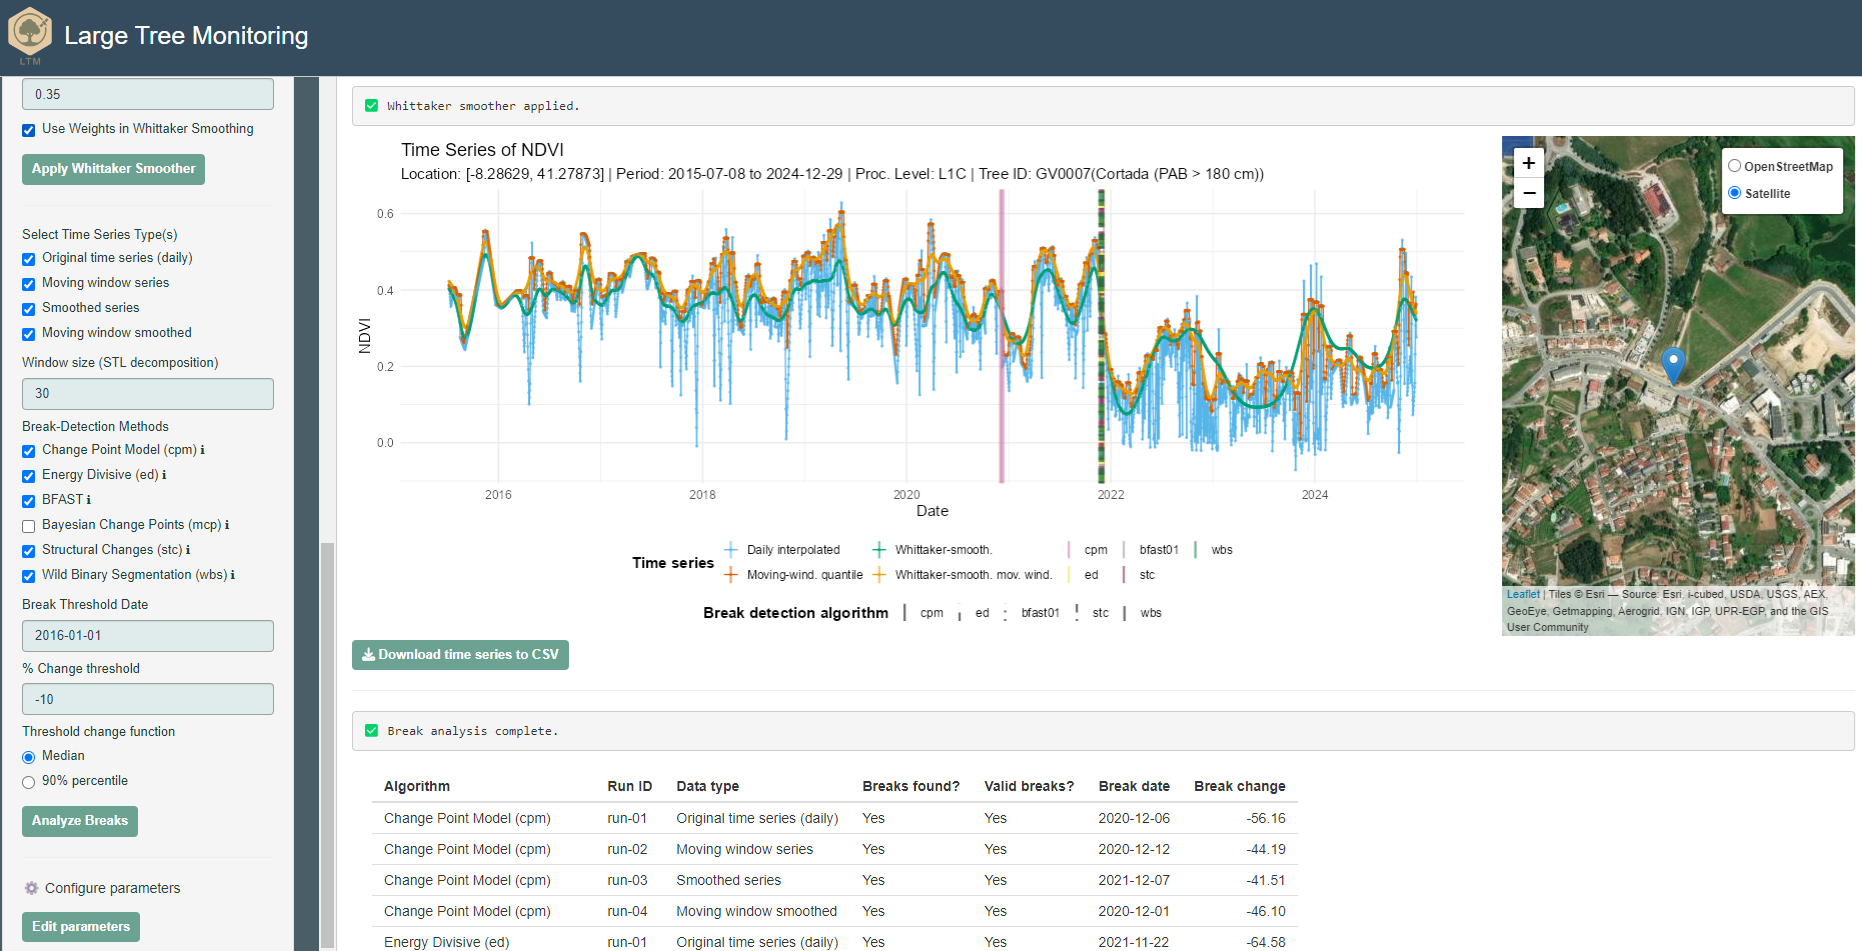 LTM
Large Tree Monitoring
0.35
Use Weights in Whittaker Smoothing
Apply Whittaker Smoother
Select Time Series Type(s)
Original time series (daily)
Moving window series
Smoothed series
Moving window smoothed
Window size (STL decomposition)
30
Break-Detection Methods
Change Point Model (cpm) i
Energy Divisive (ed) i
BFAST i
Bayesian Change Points (mcp) i
Structural Changes (stc) i
Wild Binary Segmentation (wbs) i
Break Threshold Date
2016-01-01
% Change threshold
-10
Threshold change function
Median
90% percentile
Analyze Breaks
Configure parameters
Edit parameters
Whittaker smoother applied.
Time Series of NDVI
Location: [-8.28629, 41.27873] | Period: 2015-07-08 to 2024-12-29 | Proc. Level: L1C | Tree ID: GV0007(Cortada (PAB > 180 cm))
0.6
0.4
0.2
0.0
NDVI
2016 2018 2020 2022 2024
Date
Time series
Daily interpolated Whittaker-smooth. cpm bfast01 wbs
Moving-wind. quantile Whittaker-smooth. mov. wind. ed stc
Break detection algorithm cpm ed bfast01 stc wbs
+
−
OpenStreetMap
Satellite
Leaflet | Tiles © Esri — Source: Esri, i-cubed, USDA, USGS, AEX,
GeoEye, Getmapping, Aerogrid, IGN, IGP, UPR-EGP, and the GIS
User Community
Download time series to CSV
Break analysis complete.
Algorithm Run ID Data type Breaks found? Valid breaks? Break date Break change
Change Point Model (cpm) run-01 Original time series (daily) Yes Yes 2020-12-06 -56.16
Change Point Model (cpm) run-02 Moving window series Yes Yes 2020-12-12 -44.19
Change Point Model (cpm) run-03 Smoothed series Yes Yes 2021-12-07 -41.51
Change Point Model (cpm) run-04 Moving window smoothed Yes Yes 2020-12-01 -46.10
Energy Divisive (ed) run-01 Original time series (daily) Yes Yes 2021-11-22 -64.58